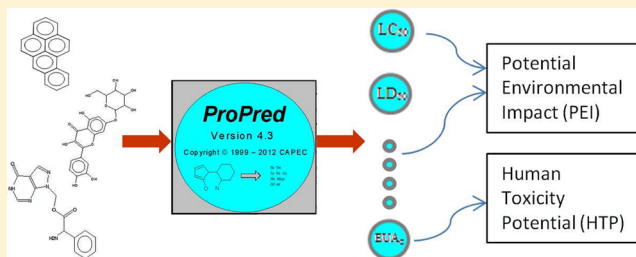 ProPred
Version 4.3
Copyright © 1999 – 2012 CAPEC
LC50
LD50
EUAC
Potential
Environmental
Impact (PEI)
Human
Toxicity
Potential (HTP)